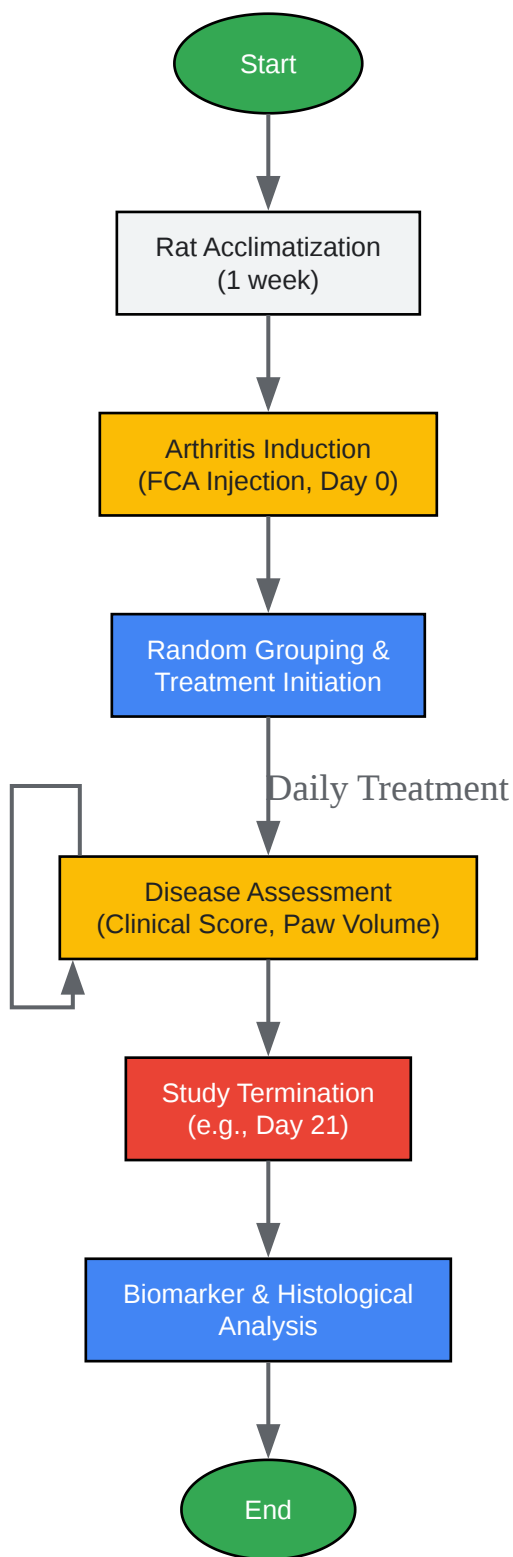 Start
Rat Acclimatization
(1 week)
Arthritis Induction
(FCA Injection, Day 0)
Random Grouping &
Treatment Initiation
Daily Treatment
Disease Assessment
(Clinical Score, Paw Volume)
Study Termination
(e.g., Day 21)
Biomarker & Histological
Analysis
End